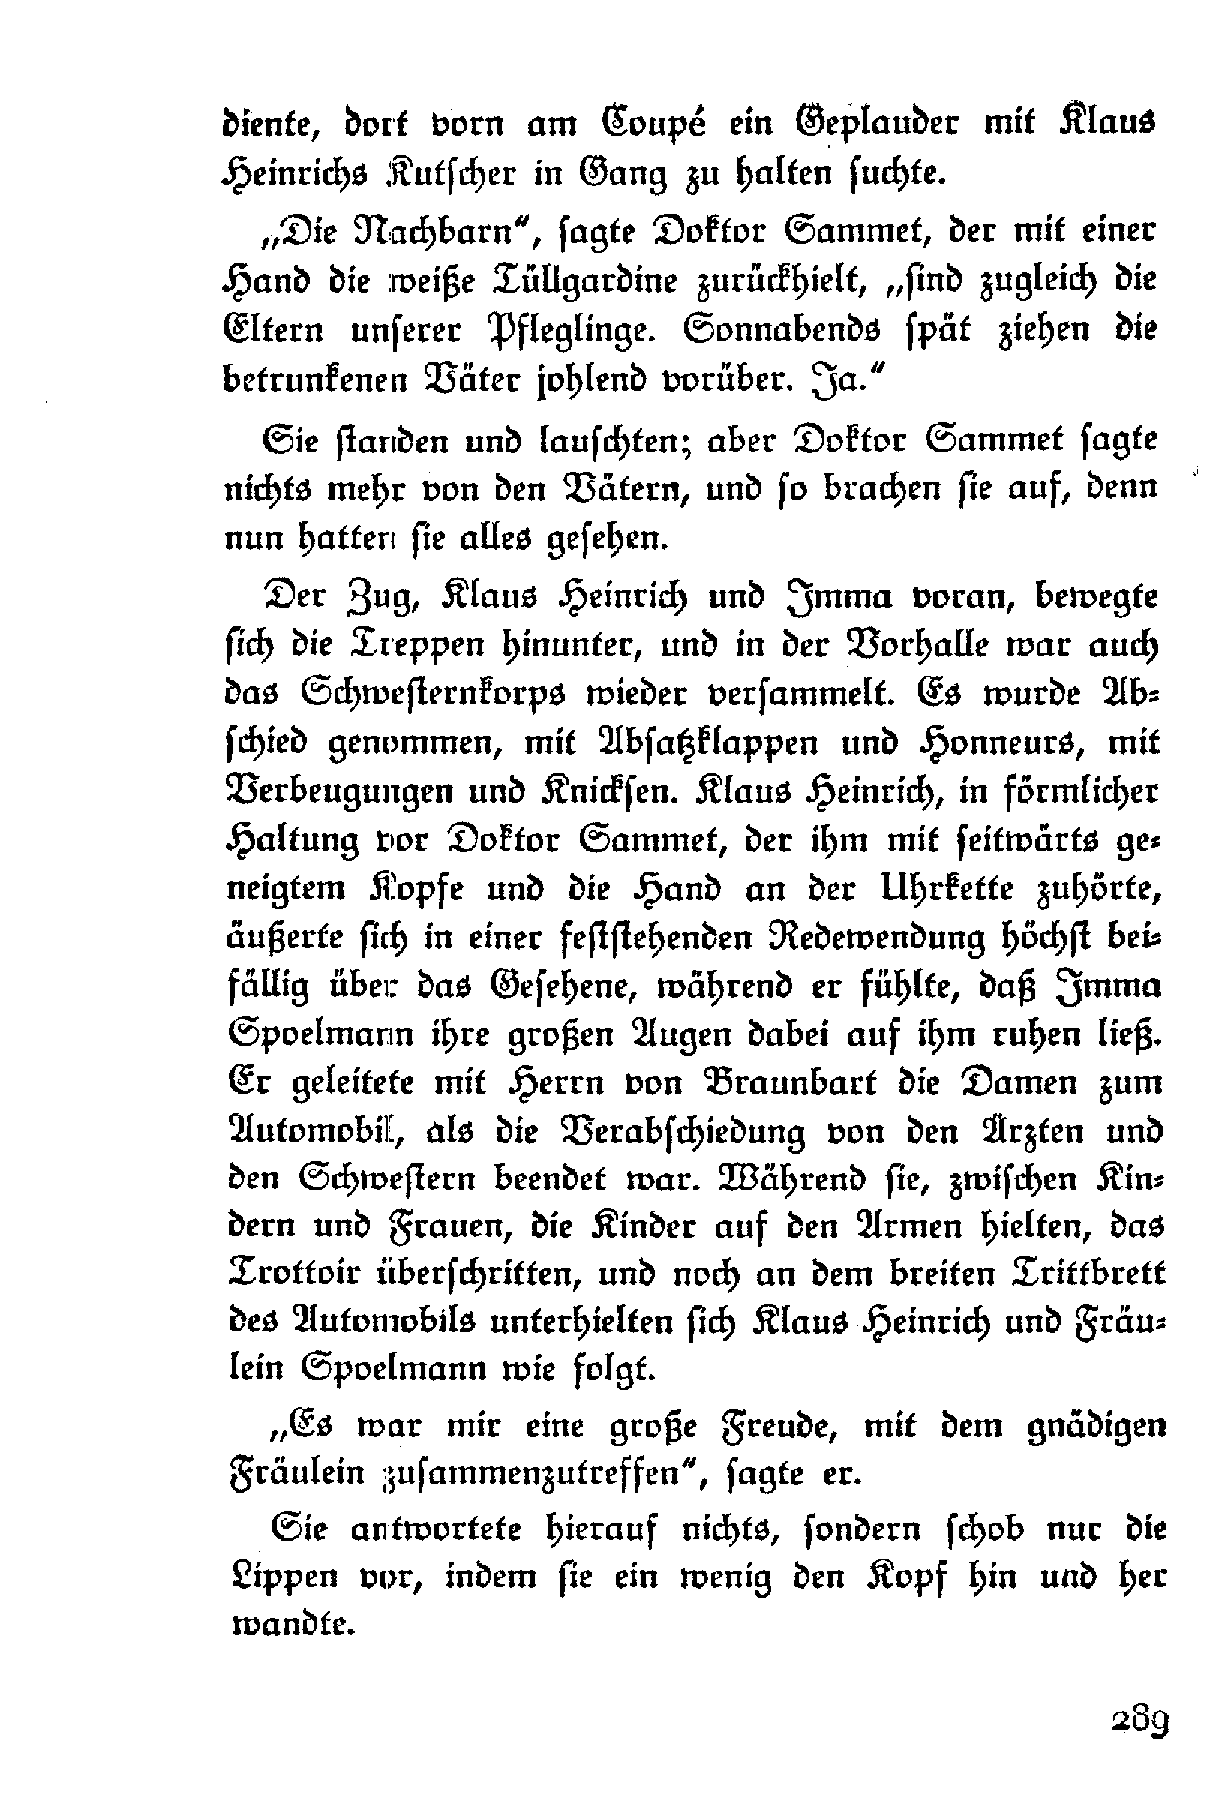 diente, dort vorn am Coupé ein Geplauder mit Klaus
Heinrichs Kutscher in Gang zu halten suchte.
„Die Nachbarn“, sagte Doktor Sammet, der mit einer
Hand die weiße Tüllgardine zurückhielt, „sind zugleich die
Eltern unserer Pfleglinge. Sonnabends spät ziehen die
betrunkenen Väter johlend vorüber. Ja.“
Sie standen und lauschten; aber Doktor Sammet sagte
nichts mehr von den Vätern, und so brachen sie auf, denn
nun hatten sie alles gesehen.
Der Zug, Klaus Heinrich und Imma voran, bewegte
sich die Treppen hinunter, und in der Vorhalle war auch
das Schwesternkorps wieder versammelt. Es wurde Ab-
schied genommen, mit Absatzklappen und Honneurs, mit
Verbeugungen und Knicksen. Klaus Heinrich, in förmlicher
Haltung vor Doktor Sammet, der ihm mit seitwärts ge-
neigtem Kopfe und die Hand an der Uhrkette zuhörte,
äußerte sich in einer feststehenden Redewendung höchst bei-
fällig über das Gesehene, während er fühlte, daß Imma
Spoelmann ihre großen Augen dabei auf ihm ruhen ließ.
Er geleitete mit Herrn von Braunbart die Damen zum
Automobil, als die Verabschiedung von den Ärzten und
den Schwestern beendet war. Während sie, zwischen Kin-
dern und Frauen, die Kinder auf den Armen hielten, das
Trottoir überschritten, und noch an dem breiten Trittbrett
des Automobils unterhielten sich Klaus Heinrich und Fräu-
lein Spoelmann wie folgt.
„Es war mir eine große Freude, mit dem gnädigen
Fräulein zusammenzutreffen“, sagte er.
Sie antwortete hierauf nichts, sondern schob nur die
Lippen vor, indem sie ein wenig den Kopf hin und her
wandte.
289